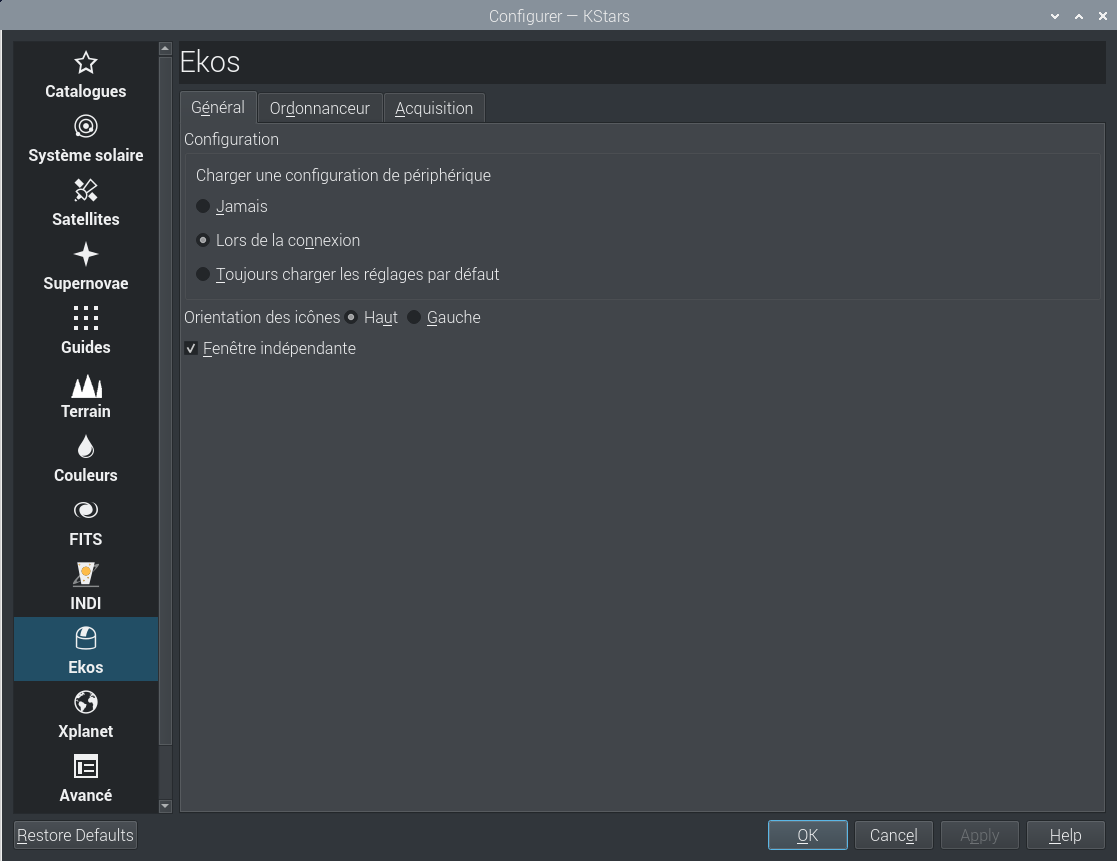 Configurer — KStars
Catalogues
Système solaire
Satellites
Supernovae
Guides
Terrain
Couleurs
FITS
INDI
Ekos
Xplanet
Avancé
Ekos
Général Ordonnanceur Acquisition
Configuration
Charger une configuration de périphérique
Jamais
Lors de la connexion
Toujours charger les réglages par défaut
Orientation des icônes Haut Gauche
Fenêtre indépendante
Restore Defaults OK Cancel Apply Help